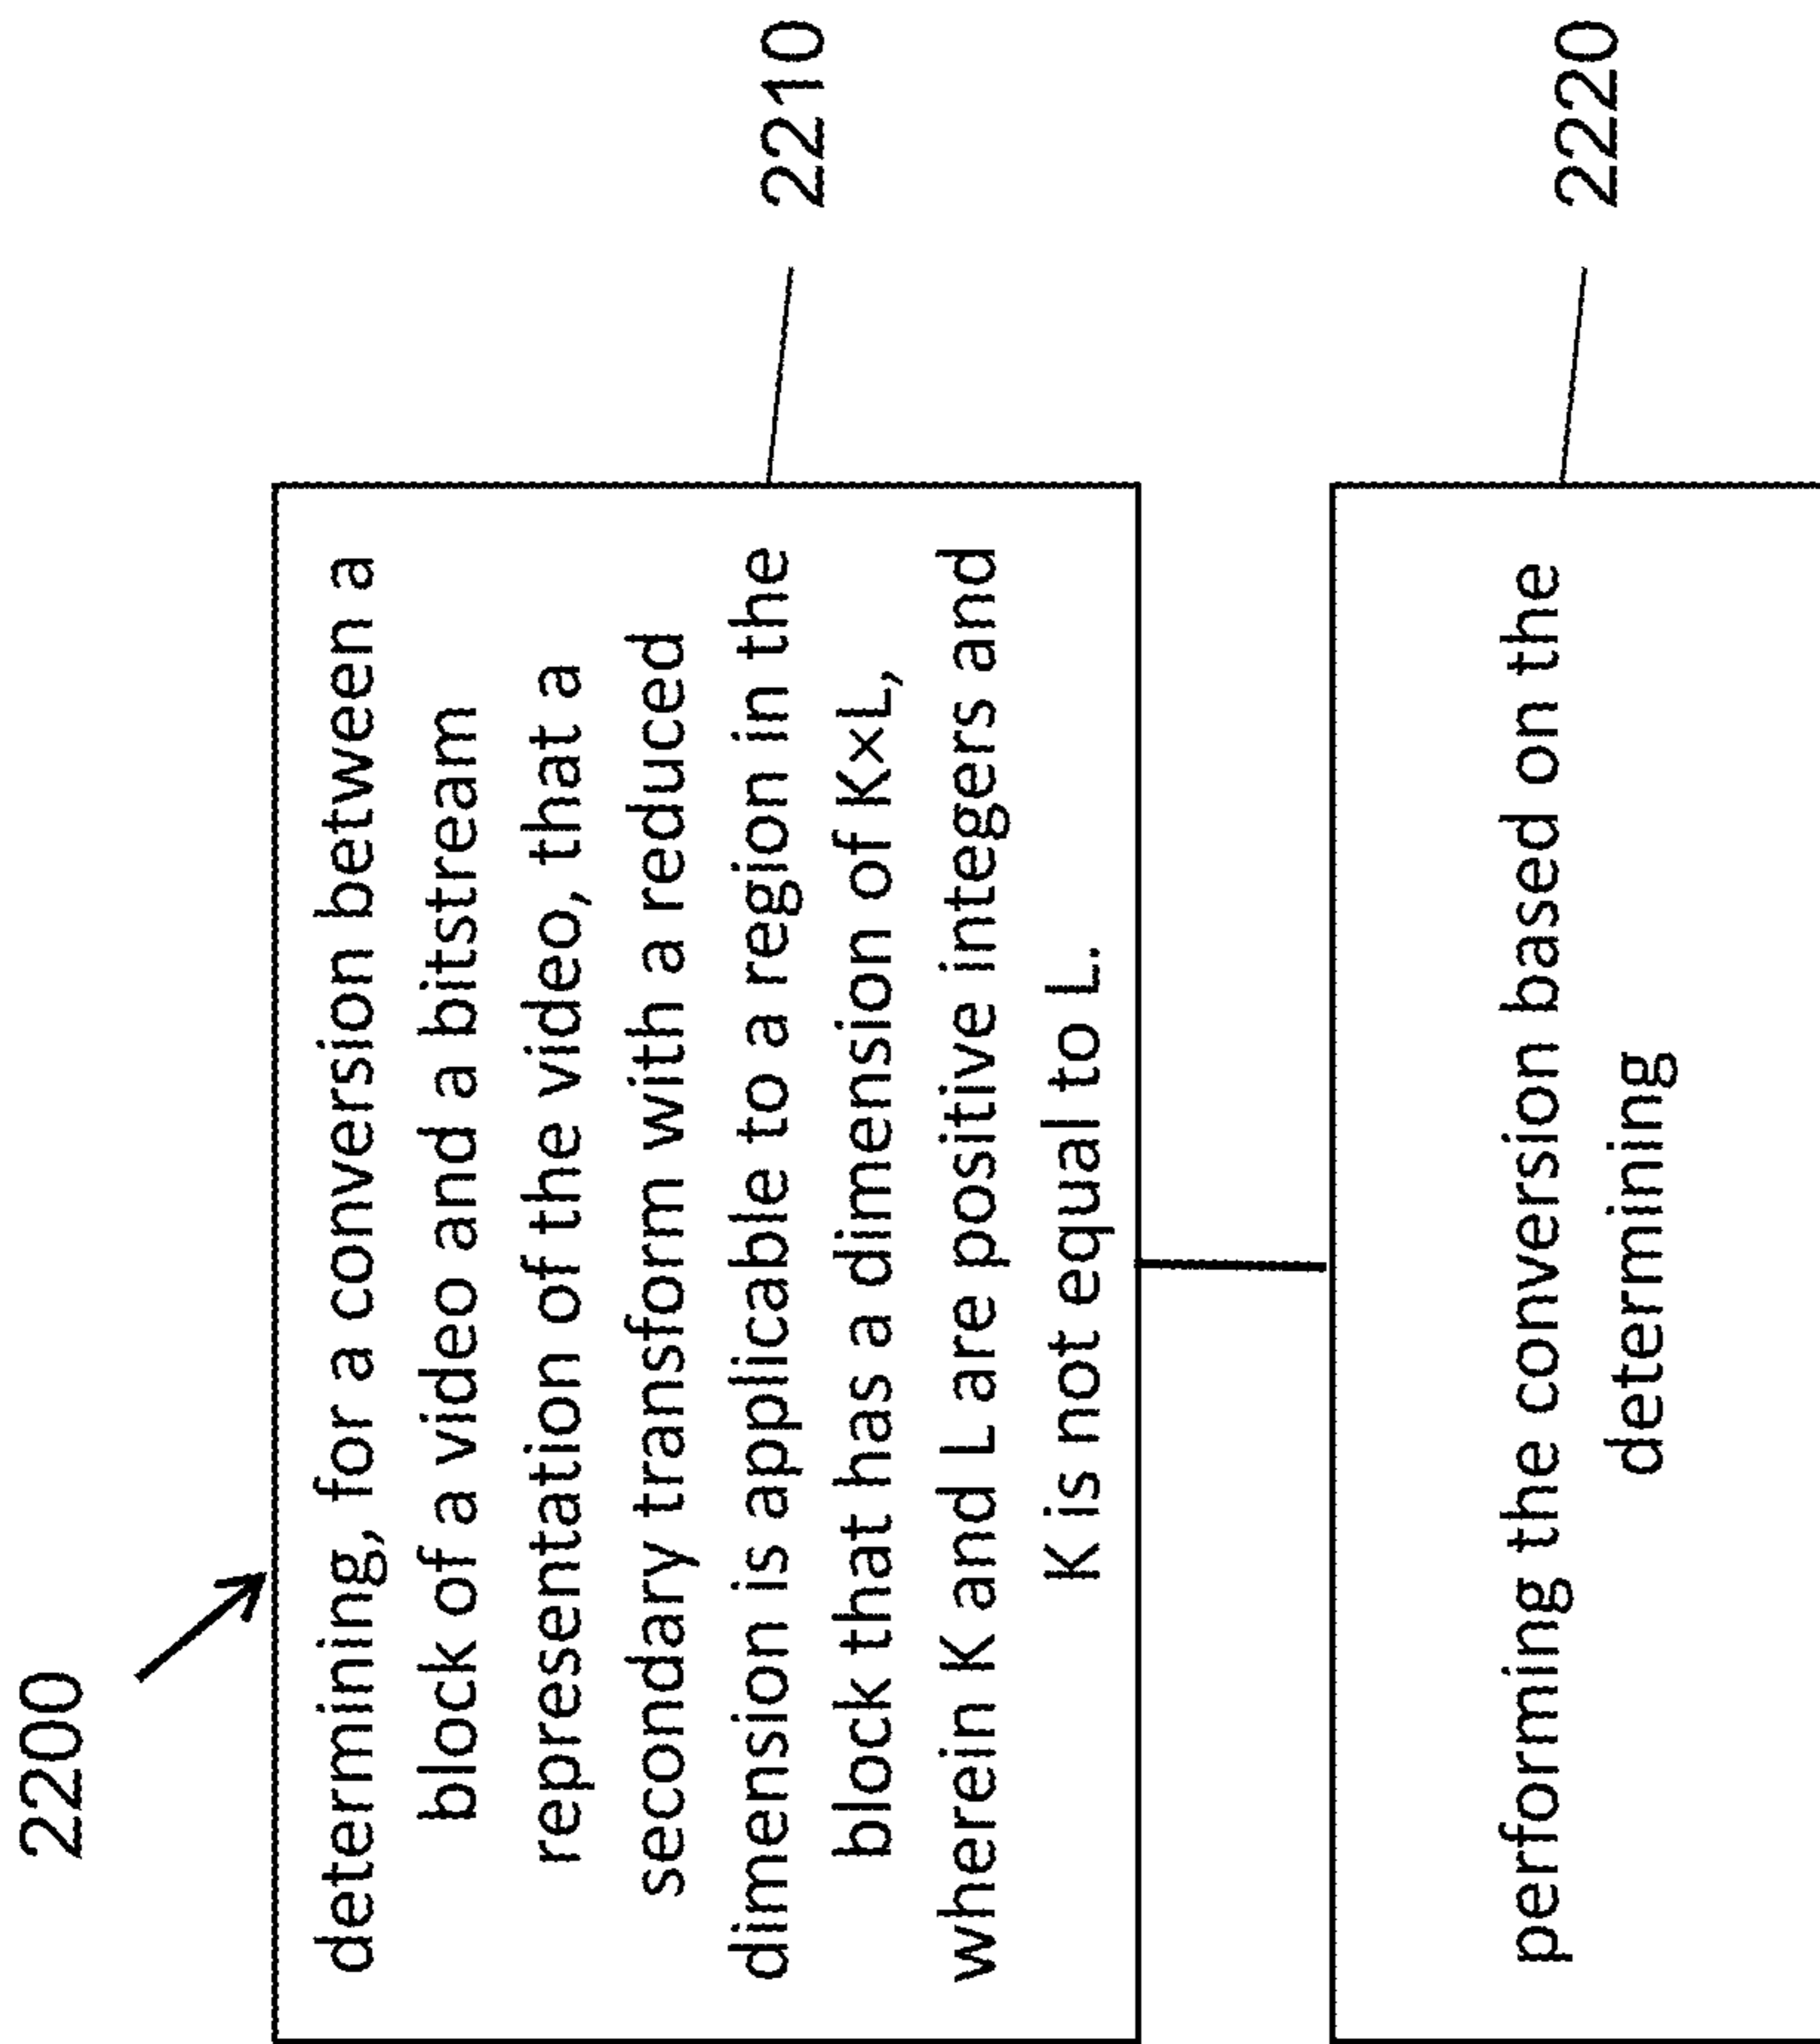 2200
determining, for a conversion between a
block of a video and a bitstream
representation of the video, that a
secondary transform with a reduced
dimension is applicable to a region in the
block that has a dimension of K×L,
wherein K and L are positive integers and
K is not equal to L.
2210
performing the conversion based on the
determining
2220